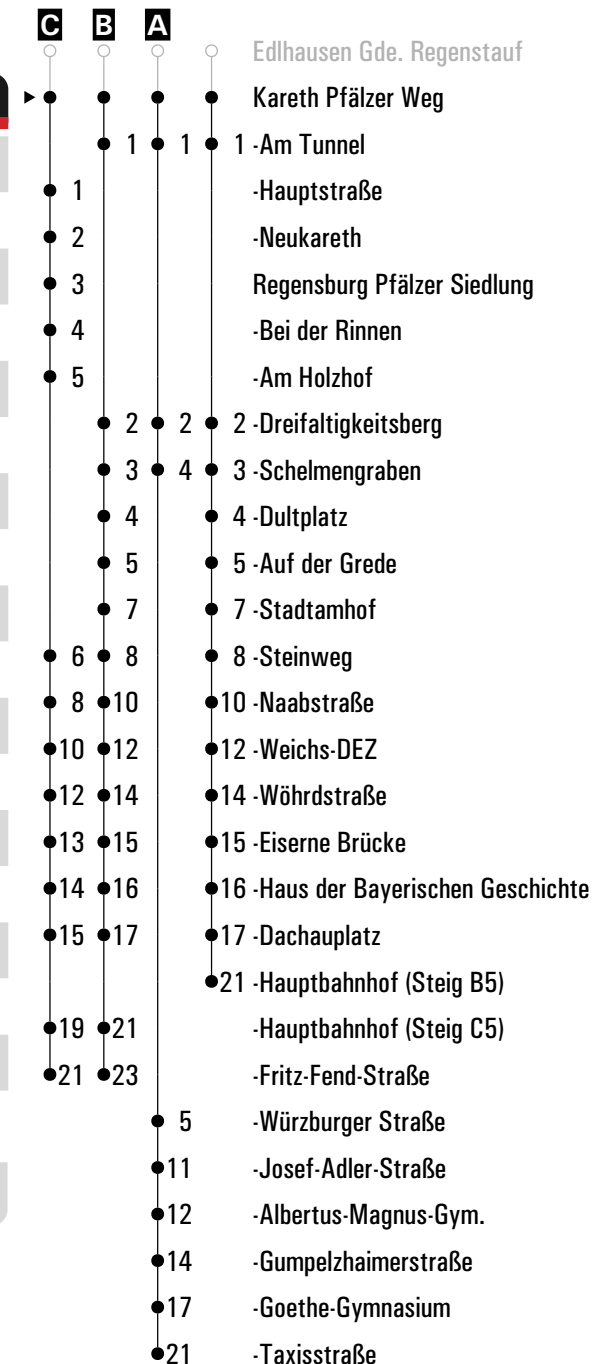 C B A
Edlhausen Gde. Regenstauf
Kareth Pfälzer Weg
1 1 1 -Am Tunnel
1 -Hauptstraße
2 -Neukareth
3 Regensburg Pfälzer Siedlung
4 -Bei der Rinnen
5 -Am Holzhof
2 2 2 -Dreifaltigkeitsberg
3 4 3 -Schelmengraben
4 4 -Dultplatz
5 5 -Auf der Grede
7 7 -Stadtamhof
6 8 8 -Steinweg
8 10 10 -Naabstraße
10 12 12 -Weichs-DEZ
12 14 14 -Wöhrdstraße
13 15 15 -Eiserne Brücke
14 16 16 -Haus der Bayerischen Geschichte
15 17 17 -Dachauplatz
21 -Hauptbahnhof (Steig B5)
19 21 -Hauptbahnhof (Steig C5)
21 23 -Fritz-Fend-Straße
5 -Würzburger Straße
11 -Josef-Adler-Straße
12 -Albertus-Magnus-Gym.
14 -Gumpelzhaimerstraße
17 -Goethe-Gymnasium
21 -Taxisstraße